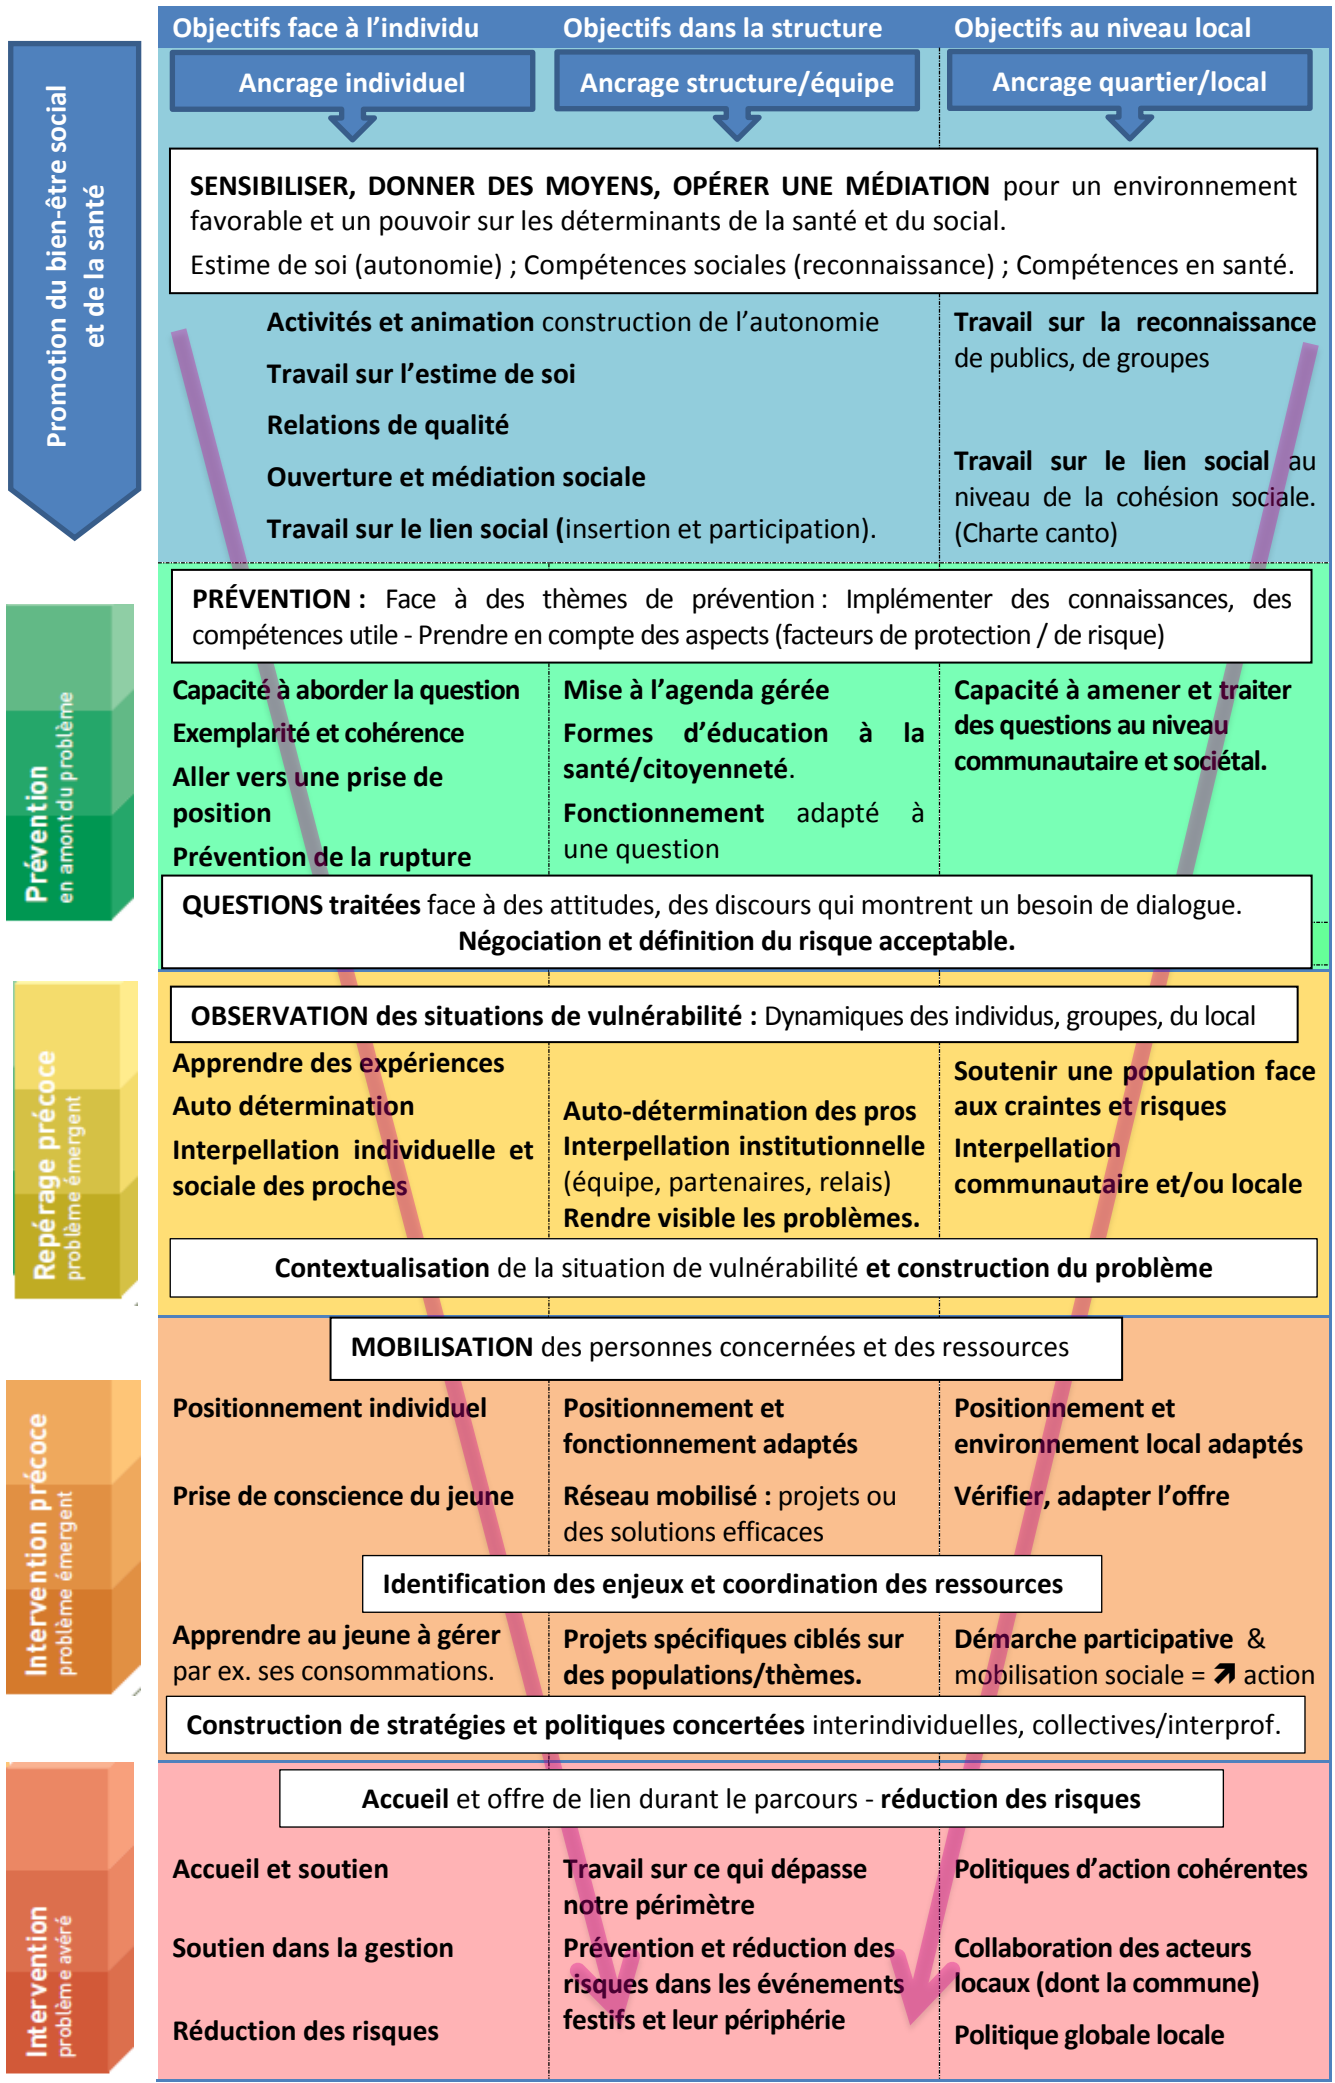 Objectifs face à l’individu
Objectifs dans la structure
Objectifs au niveau local
Ancrage individuel
Ancrage structure/équipe
Ancrage quartier/local
Promotion du bien-être social
et de la santé
SENSIBILISER, DONNER DES MOYENS, OPÉRER UNE MÉDIATION pour un environnement
favorable et un pouvoir sur les déterminants de la santé et du social.
Estime de soi (autonomie) ; Compétences sociales (reconnaissance) ; Compétences en santé.
Activités et animation construction de l’autonomie
Travail sur l’estime de soi
Relations de qualité
Ouverture et médiation sociale
Travail sur le lien social (insertion et participation).
Travail sur la reconnaissance
de publics, de groupes
Travail sur le lien social au
niveau de la cohésion sociale.
(Charte canto)
Prévention
en amont du problème
PRÉVENTION : Face à des thèmes de prévention : Implémenter des connaissances, des
compétences utile - Prendre en compte des aspects (facteurs de protection / de risque)
Capacité à aborder la question
Exemplarité et cohérence
Aller vers une prise de
position
Prévention de la rupture
Mise à l’agenda gérée
Formes d’éducation à la
santé/citoyenneté.
Fonctionnement adapté à
une question
Capacité à amener et traiter
des questions au niveau
communautaire et sociétal.
QUESTIONS traitées face à des attitudes, des discours qui montrent un besoin de dialogue.
Négociation et définition du risque acceptable.
Repérage précoce
problème émergent
OBSERVATION des situations de vulnérabilité : Dynamiques des individus, groupes, du local
Apprendre des expériences
Auto détermination
Interpellation individuelle et
sociale des proches
Auto-détermination des pros
Interpellation institutionnelle
(équipe, partenaires, relais)
Rendre visible les problèmes.
Soutenir une population face
aux craintes et risques
Interpellation
communautaire et/ou locale
Contextualisation de la situation de vulnérabilité et construction du problème
Intervention précoce
problème émergent
MOBILISATION des personnes concernées et des ressources
Positionnement individuel
Prise de conscience du jeune
Positionnement et
fonctionnement adaptés
Réseau mobilisé : projets ou
des solutions efficaces
Positionnement et
environnement local adaptés
Vérifier, adapter l’offre
Identification des enjeux et coordination des ressources
Apprendre au jeune à gérer
par ex. ses consommations.
Projets spécifiques ciblés sur
des populations/thèmes.
Démarche participative &
mobilisation sociale = 🡽 action
Construction de stratégies et politiques concertées interindividuelles, collectives/interprof.
Intervention
problème avéré
Accueil et offre de lien durant le parcours - réduction des risques
Accueil et soutien
Soutien dans la gestion
Réduction des risques
Travail sur ce qui dépasse
notre périmètre
Prévention et réduction des
risques dans les événements
festifs et leur périphérie
Politiques d’action cohérentes
Collaboration des acteurs
locaux (dont la commune)
Politique globale locale